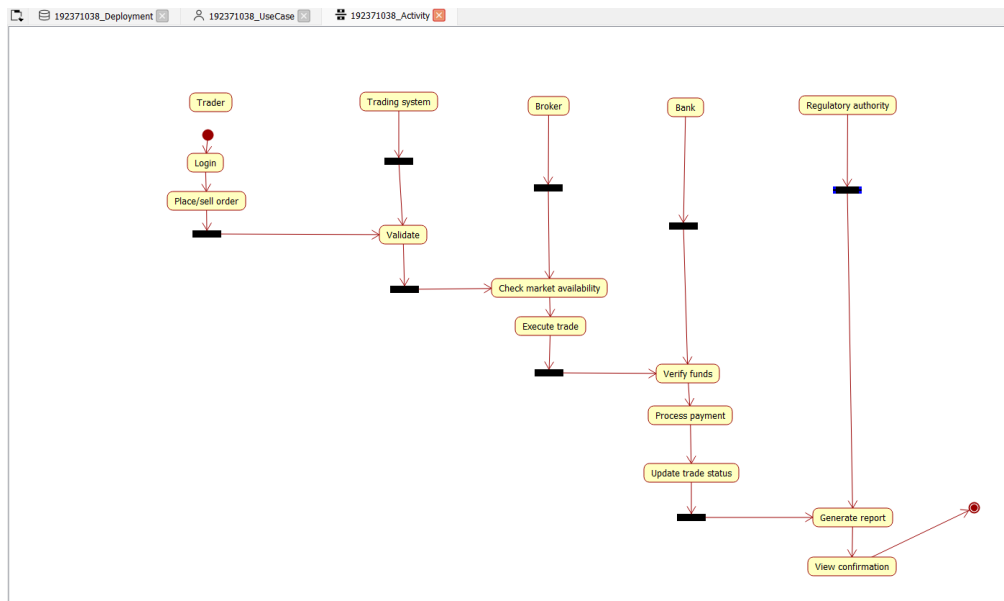 192371038_Deployment
192371038_UseCase
192371038_Activity
Trader
Trading system
Broker
Bank
Regulatory authority
Login
Place/sell order
Validate
Check market availability
Execute trade
Verify funds
Process payment
Update trade status
Generate report
View confirmation